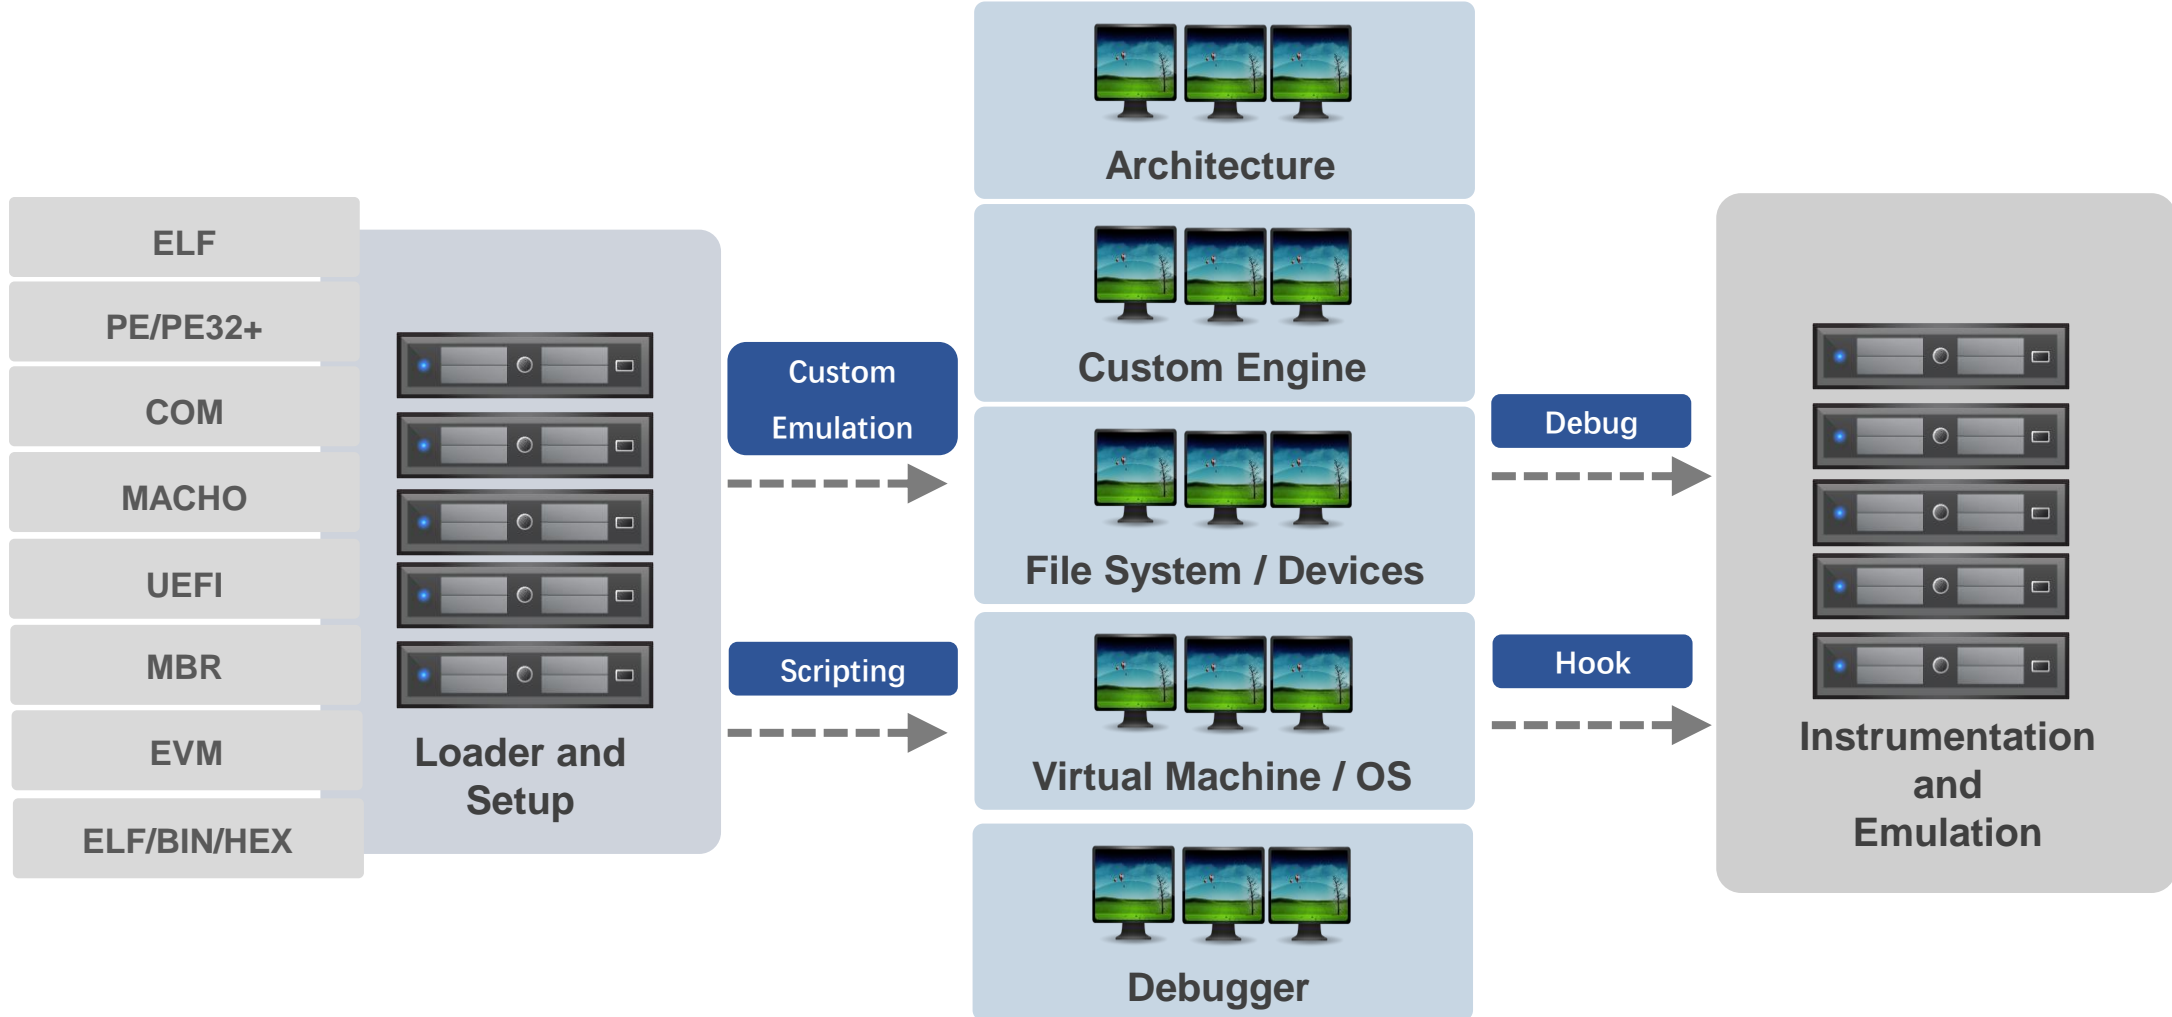 ELF
PE/PE32+
COM
MACHO
UEFI
MBR
EVM
ELF/BIN/HEX
Loader and
Setup
Custom
Emulation
Scripting
Architecture
Custom Engine
File System / Devices
Virtual Machine / OS
Debugger
Debug
Hook
Instrumentation
and
Emulation